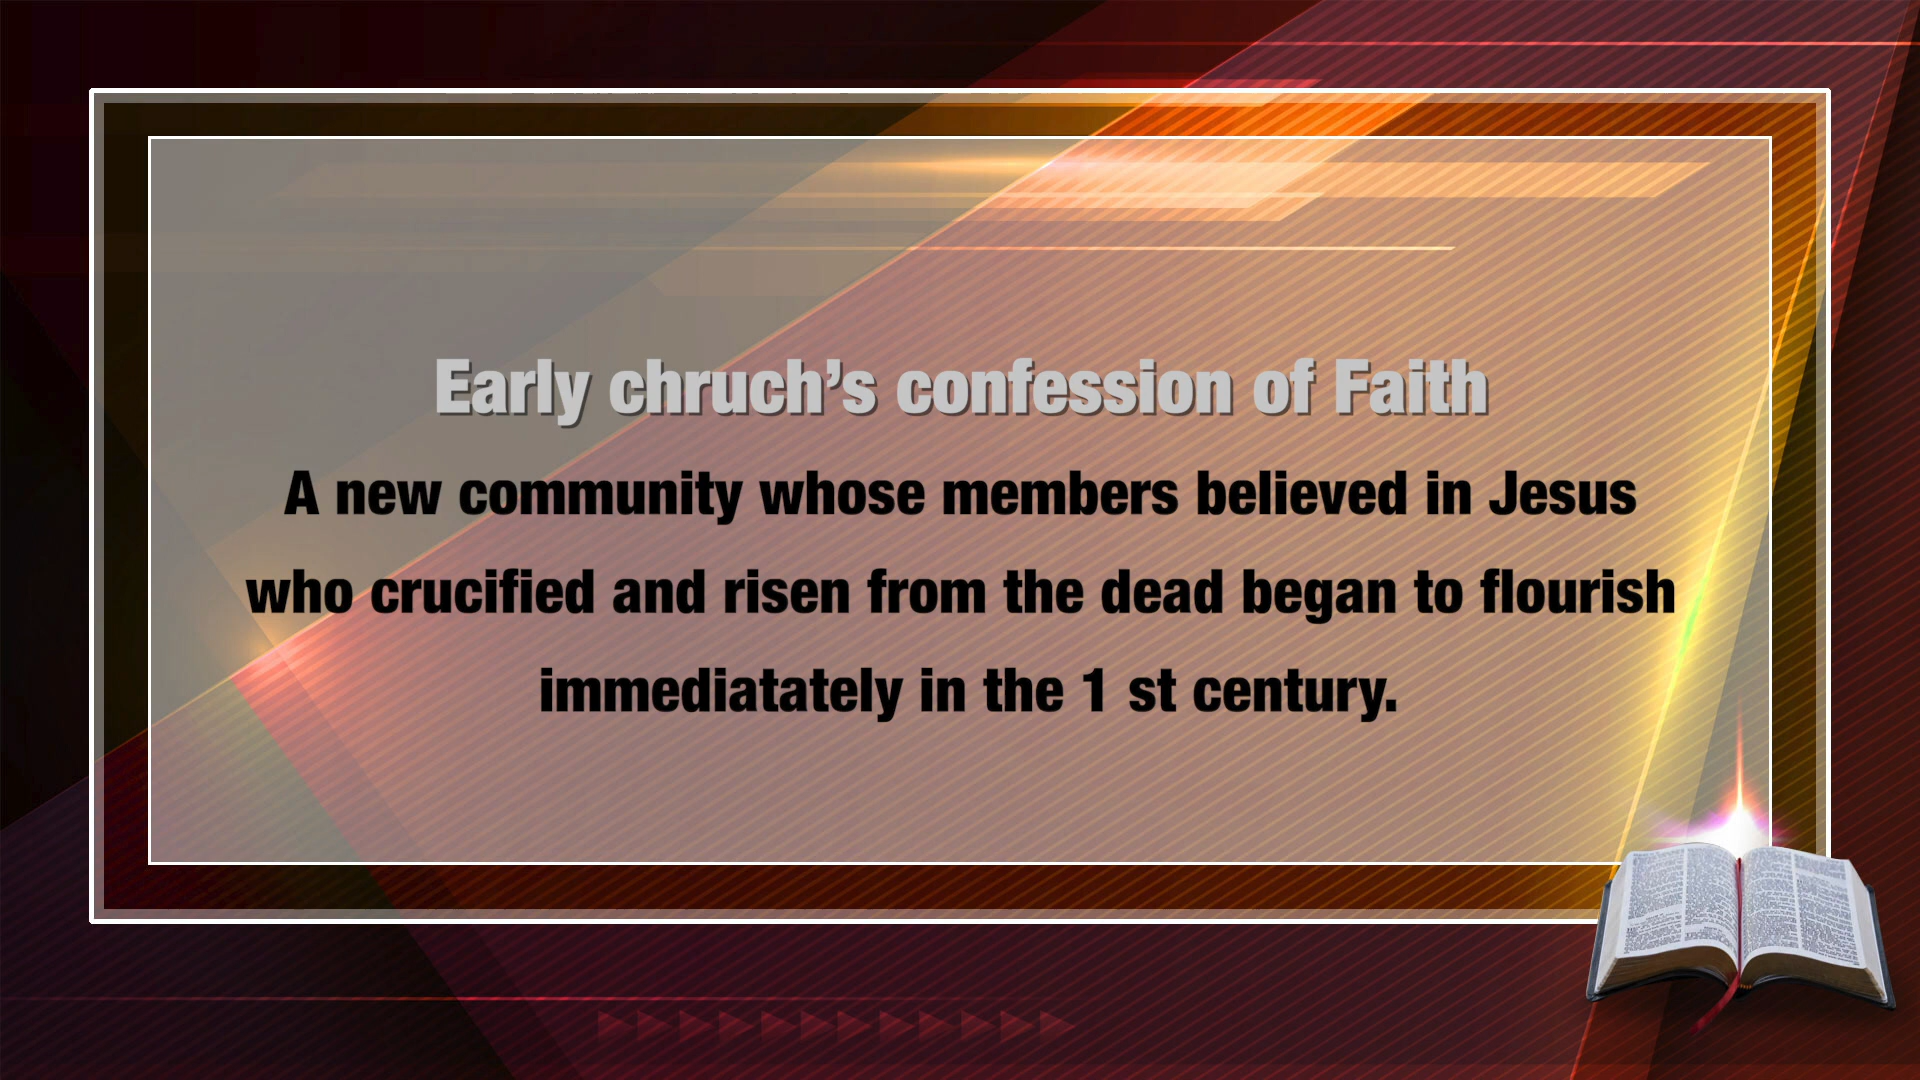 Early chruch’s confession of Faith
A new community whose members believed in Jesus
who crucified and risen from the dead began to flourish
immediatately in the 1 st century.